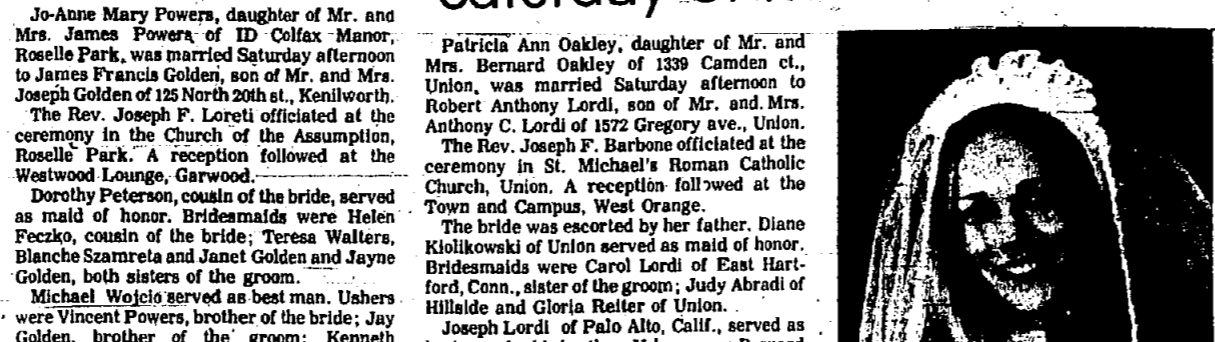 Jo-Anne Mary Powers, daughter of Mr. and
Mrs. James Powers of ID Colfax Manor,
Roselle Park, was married Saturday afternoon
to James Francis Golden, son of Mr. and Mrs.
Joseph Golden of 125 North 20th st., Kenilworth.
The Rev. Joseph F. Loreti officiated at the
ceremony in the Church of the Assumption,
Roselle Park. A reception followed at the
Westwood Lounge, Garwood.
Dorothy Peterson, cousin of the bride, served
as maid of honor. Bridesmaids were Helen
Feczko, cousin of the bride; Teresa Walters,
Blanche Szamreta and Janet Golden and Jayne
Golden, both sisters of the groom.
Michael Wojcio served as best man. Ushers
were Vincent Powers, brother of the bride; Jay
Golden, brother of the groom; Kenneth
Saturday
Patricia Ann Oakley, daughter of Mr. and
Mrs. Bernard Oakley of 1339 Camden ct.,
Union, was married Saturday afternoon to
Robert Anthony Lordi, son of Mr. and Mrs.
Anthony C. Lordi of 1572 Gregory ave., Union.
The Rev. Joseph F. Barbone officiated at the
ceremony in St. Michael's Roman Catholic
Church, Union. A reception followed at the
Town and Campus, West Orange.
The bride was escorted by her father. Diane
Kiolikowski of Union served as maid of honor.
Bridesmaids were Carol Lordi of East Hart-
ford, Conn., sister of the groom; Judy Abradi of
Hillside and Gloria Reiter of Union.
Joseph Lordi of Palo Alto, Calif., served as